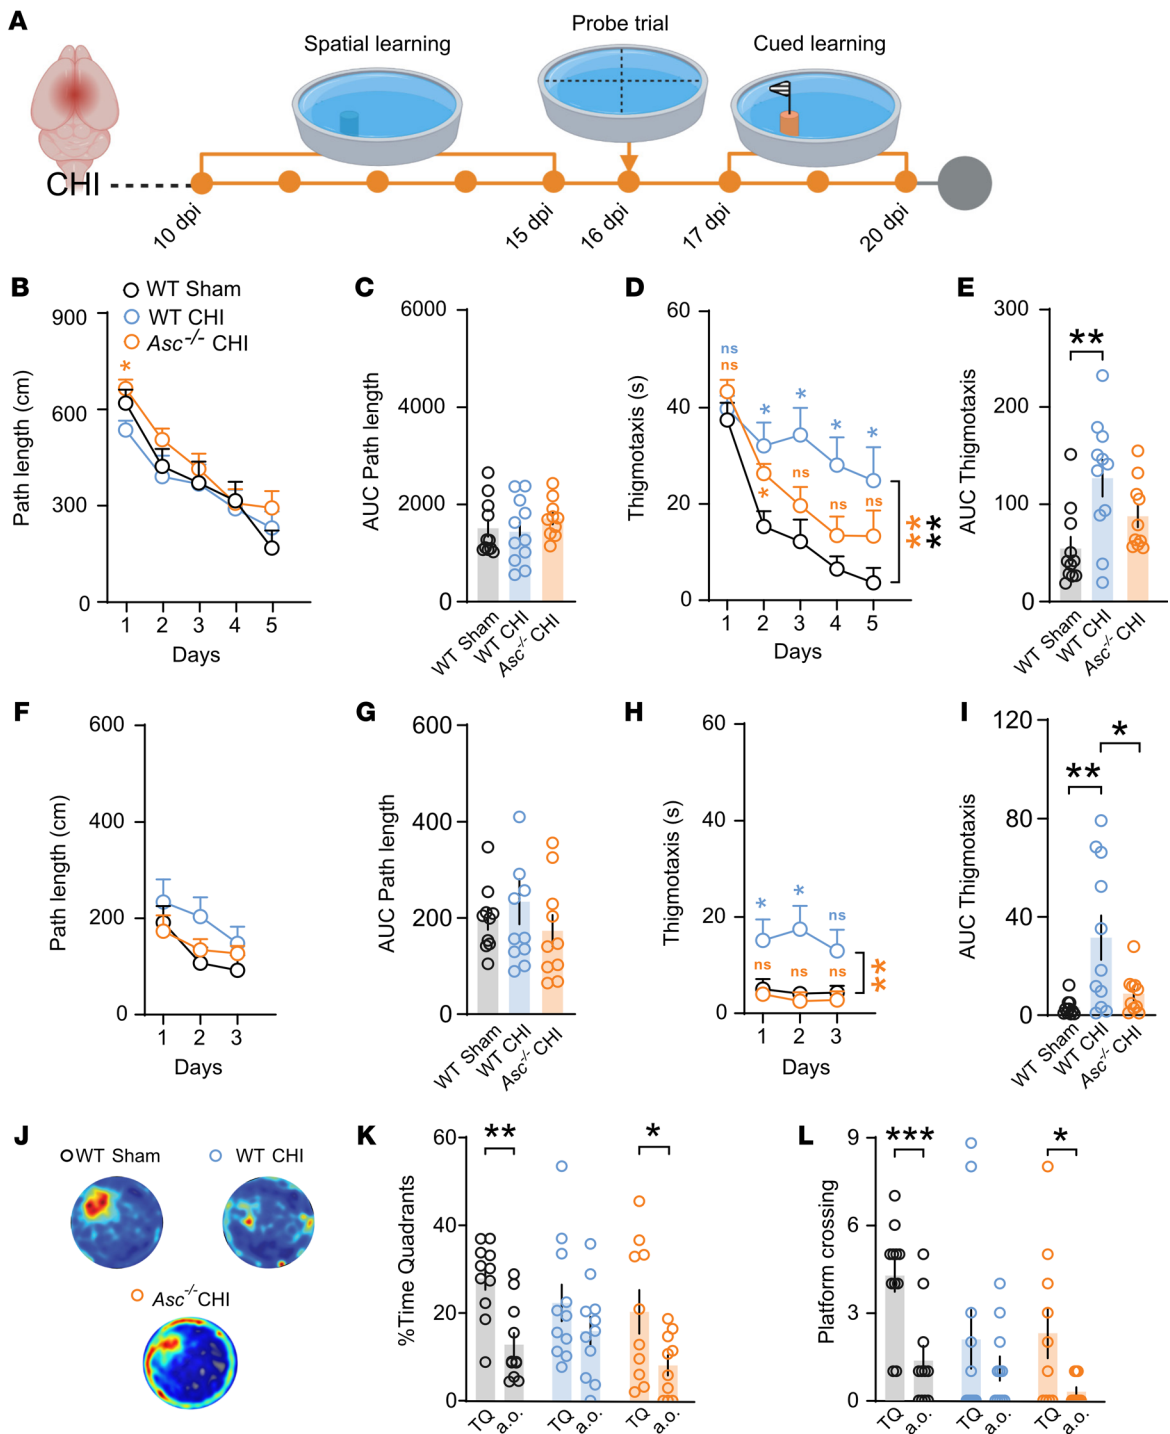 A
Spatial learning
Probe trial
Cued learning
CHI
10 dpi
15 dpi
16 dpi
17 dpi
20 dpi
B
WT Sham
WT CHI
Asc-/- CHI
Path length (cm)
900
600
300
0
*
1 2 3 4 5
Days
C
AUC Path length
6000
4000
2000
0
WT Sham
WT CHI
Asc-/- CHI
D
Thigmotaxis (s)
60
40
20
0
ns
ns
* * * *
* ns ns ns
**
**
1 2 3 4 5
Days
E
AUC Thigmotaxis
300
200
100
0
**
WT Sham
WT CHI
Asc-/- CHI
F
Path length (cm)
600
400
200
0
1 2 3
Days
G
AUC Path length
600
400
200
0
WT Sham
WT CHI
Asc-/- CHI
H
Thigmotaxis (s)
60
40
20
0
* * ns
ns ns ns
**
1 2 3
Days
I
AUC Thigmotaxis
120
80
40
0
*
**
WT Sham
WT CHI
Asc-/- CHI
J
WT Sham
WT CHI
Asc-/- CHI
K
%Time Quadrants
60
40
20
0
** *
TQ a.o. TQ a.o. TQ a.o.
L
Platform crossing
9
6
3
0
*** *
TQ a.o. TQ a.o. TQ a.o.